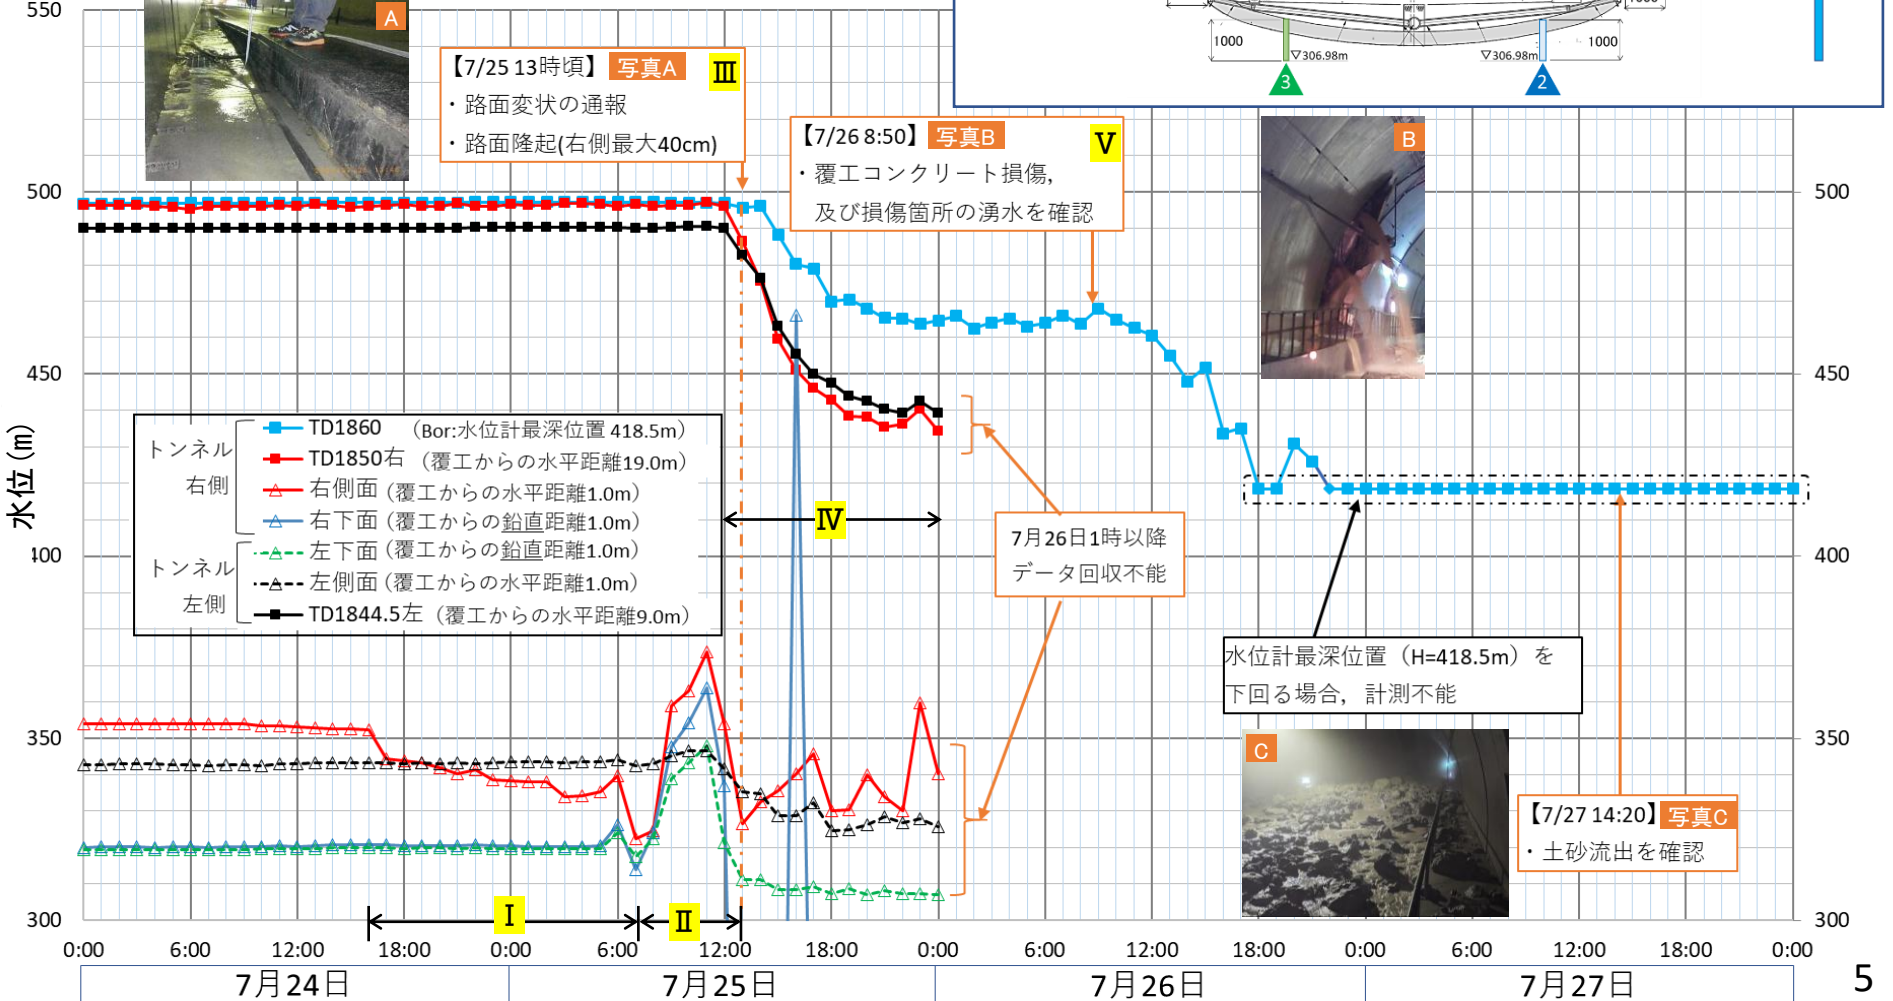 550
500
450
400
350
300
水位(m)
A
【7/25 13時頃】 写真A Ⅲ
・路面変状の通報
・路面隆起(右側最大40cm)
【7/26 8:50】 写真B Ⅴ
・覆工コンクリート損傷,
及び損傷箇所の湧水を確認
1000
▽306.98m
▽306.98m
1000
1000
3
2
B
トンネル
右側
TD1860 （Bor:水位計最深位置 418.5m）
TD1850右 （覆工からの水平距離19.0m）
右側面 (覆工からの水平距離1.0m）
右下面 (覆工からの鉛直距離1.0m）
トンネル
左側
左下面 (覆工からの鉛直距離1.0m）
左側面 (覆工からの水平距離1.0m）
TD1844.5左 （覆工からの水平距離9.0m）
Ⅳ
7月26日1時以降
データ回収不能
水位計最深位置（H=418.5m）を
下回る場合，計測不能
C
【7/27 14:20】 写真C
・土砂流出を確認
Ⅰ
Ⅱ
500
450
400
350
300
0:00 6:00 12:00 18:00 0:00 6:00 12:00 18:00 0:00 6:00 12:00 18:00 0:00 6:00 12:00 18:00 0:00
7月24日 7月25日 7月26日 7月27日
5